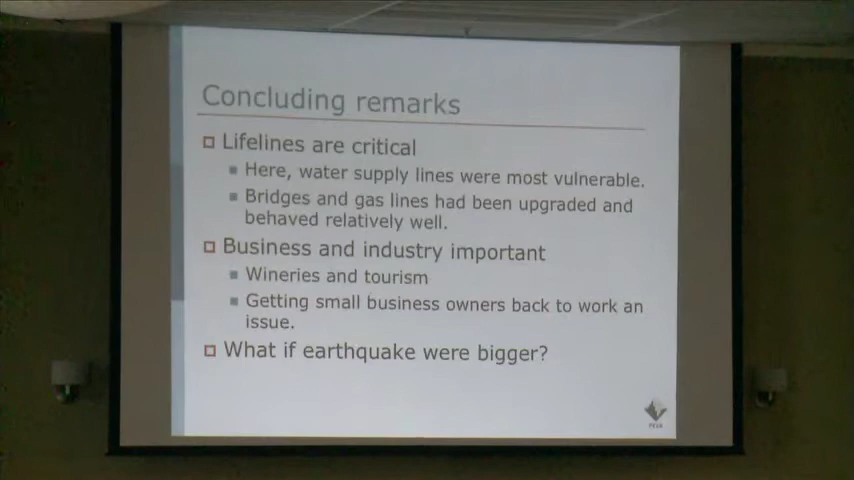 Concluding remarks
Lifelines are critical
Here, water supply lines were most vulnerable.
Bridges and gas lines had been upgraded and
behaved relatively well.
Business and industry important
Wineries and tourism
Getting small business owners back to work an
issue.
What if earthquake were bigger?